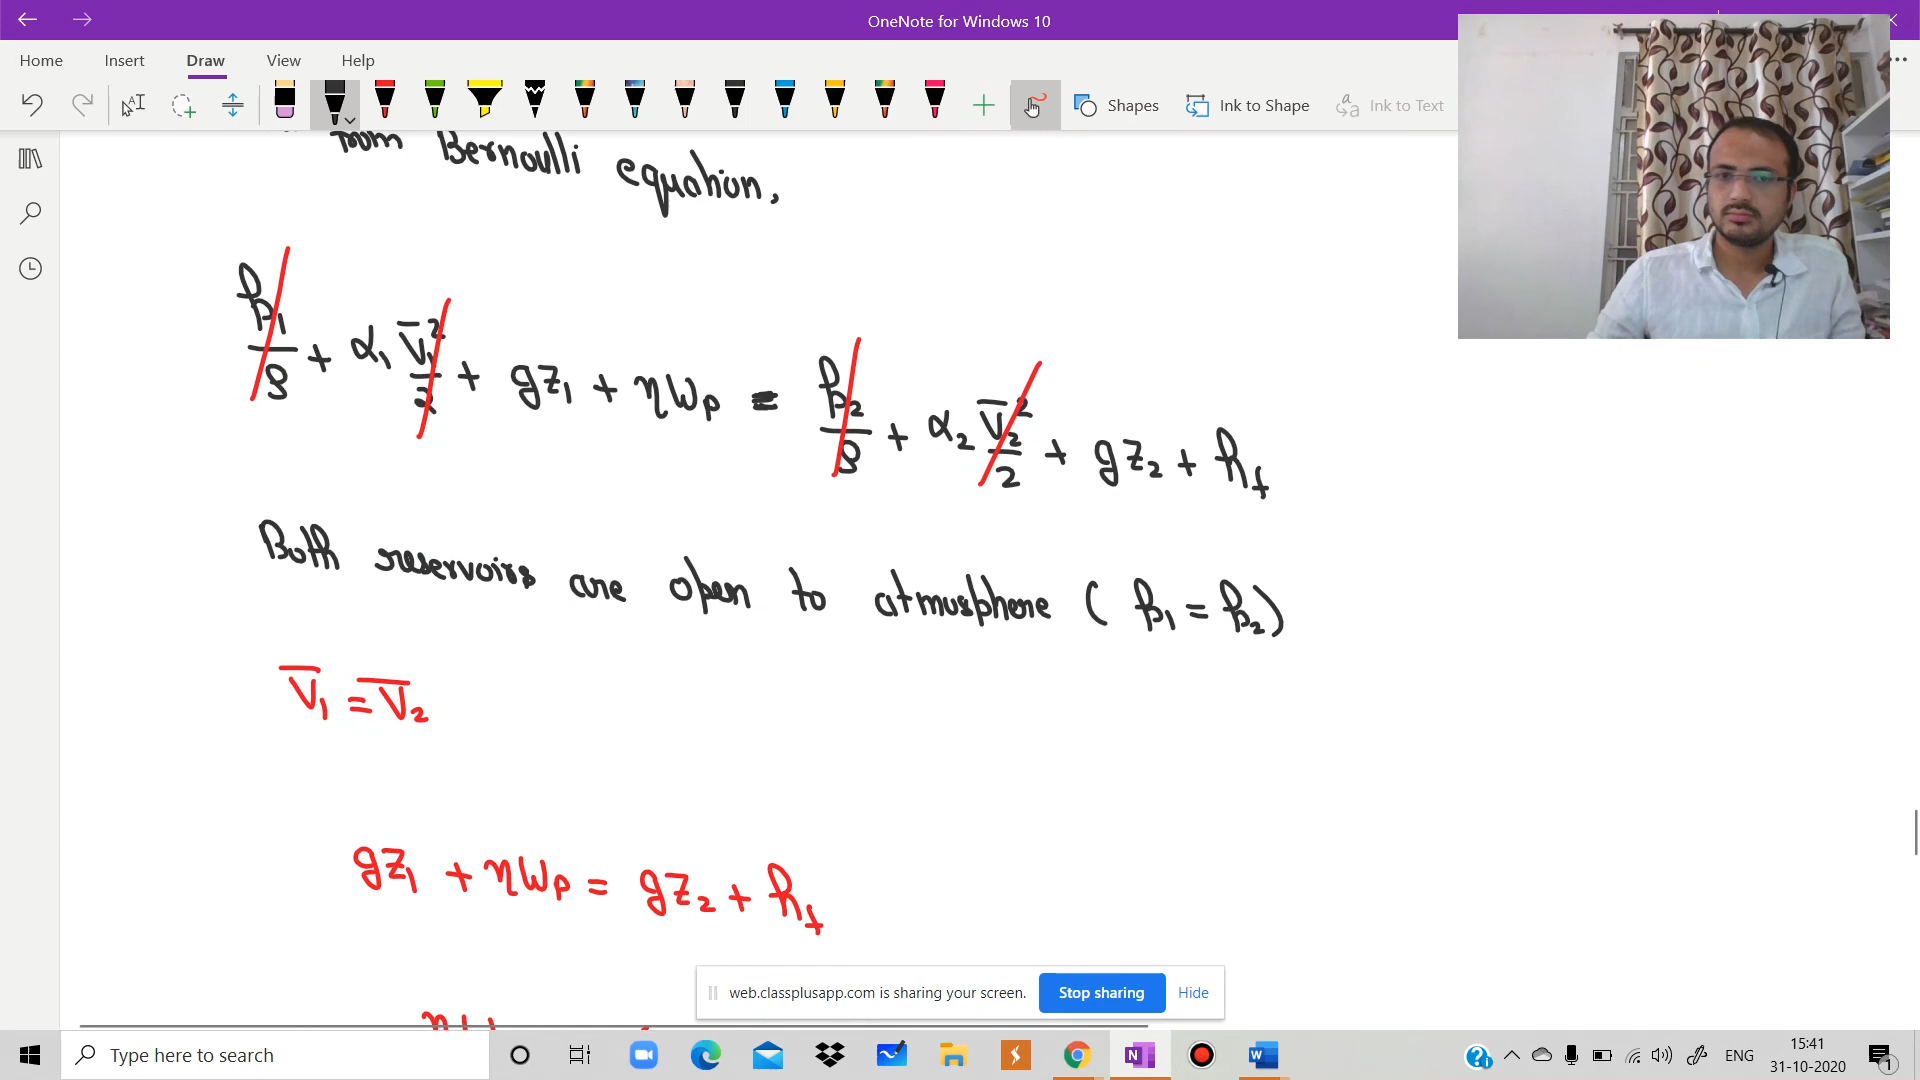 OneNote for Windows 10
Home Insert Draw View Help
Shapes Ink to Shape Ink to Text
from Bernoulli equation,
p₁/ρ + α₁ V̄₁²/2 + gz₁ + ηWp = p₂/ρ + α₂ V̄₂²/2 + gz₂ + hf
Both reservoirs are open to atmosphere ( p₁ = p₂)
V̄₁ = V̄₂
gz₁ + ηWp = gz₂ + hf
web.classplusapp.com is sharing your screen. Stop sharing Hide
Type here to search
ENG
15:41
31-10-2020
1